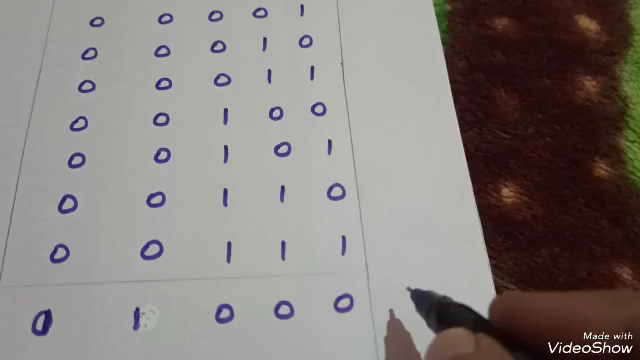 0 0 0 0 1
0 0 0 1 0
0 0 0 1 1
0 0 1 0 0
0 0 1 0 1
0 0 1 1 0
0 0 1 1 1
0 1 0 0 0
Made with
VideoShow